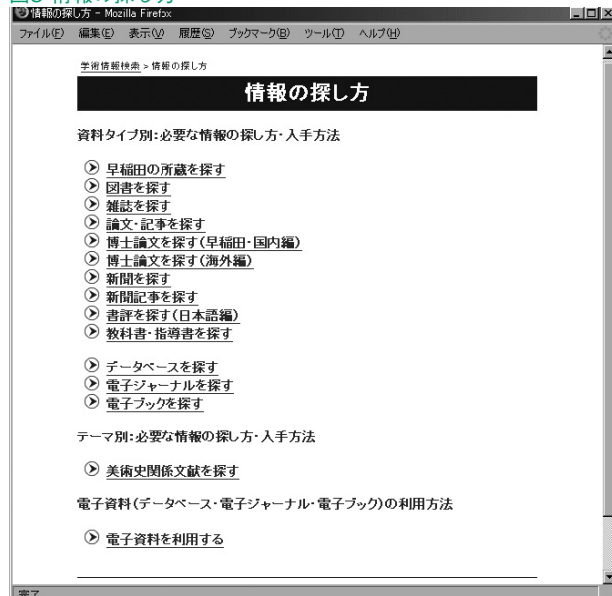 情報の探し方 - Mozilla Firefox
ファイル(F) 編集(E) 表示(V) 履歴(S) ブックマーク(B) ツール(T) ヘルプ(H)
学術情報検索 > 情報の探し方
情報の探し方
資料タイプ別:必要な情報の探し方・入手方法
早稲田の所蔵を探す
図書を探す
雑誌を探す
論文・記事を探す
博士論文を探す(早稲田・国内編)
博士論文を探す(海外編)
新聞を探す
新聞記事を探す
書評を探す(日本語編)
教科書・指導書を探す
データベースを探す
電子ジャーナルを探す
電子ブックを探す
テーマ別:必要な情報の探し方・入手方法
美術史関係文献を探す
電子資料(データベース・電子ジャーナル・電子ブック)の利用方法
電子資料を利用する
完了